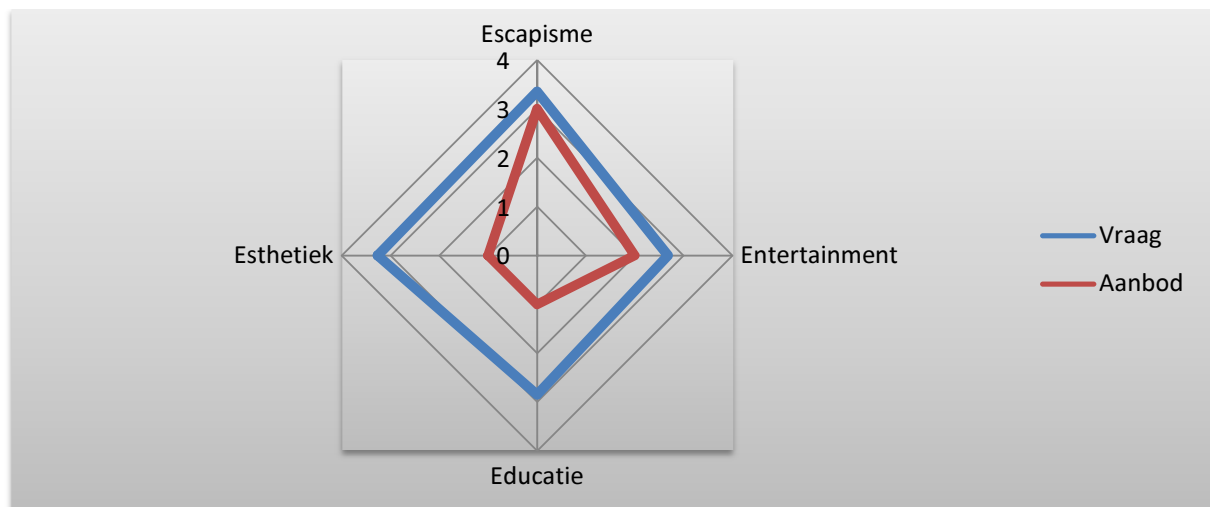 Escapisme
4
3
2
1
0
Esthetiek
Entertainment
Educatie
Vraag
Aanbod